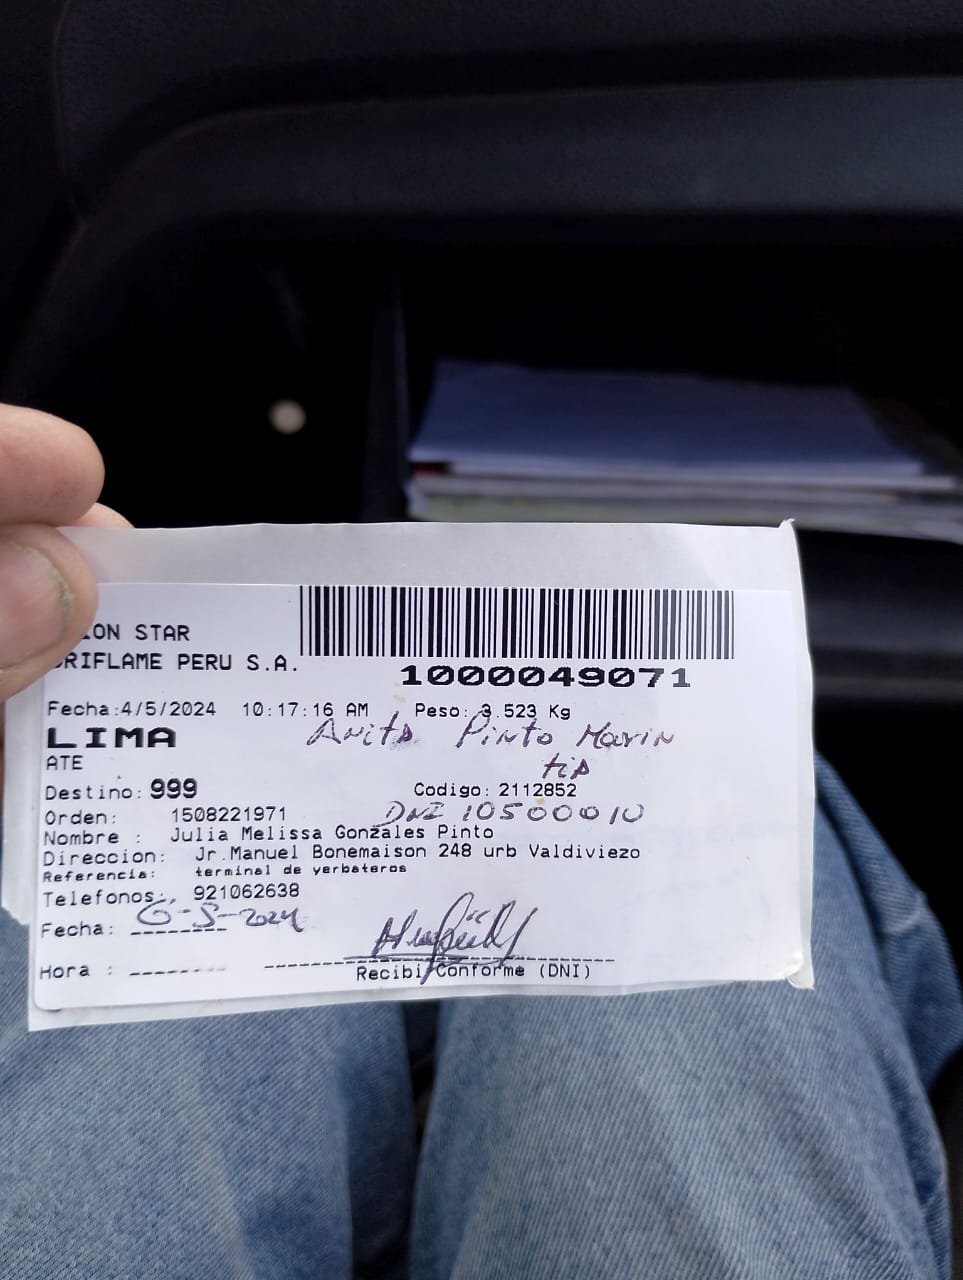 ION STAR
ORIFLAME PERU S.A.
1000049071
Fecha:4/5/2024 10:17:16 AM Peso: 3.523 Kg
LIMA Anita Pinto Marin
ATE tia
Destino: 999 Codigo: 2112852
Orden: 1508221971 DNI 10500010
Nombre : Julia Melissa Gonzales Pinto
Direccion: Jr.Manuel Bonemaison 248 urb Valdiviezo
Referencia: terminal de yerbateros
Telefonos:, 921062638
Fecha: 6-5-2024
Hora :
Recibi Conforme (DNI)